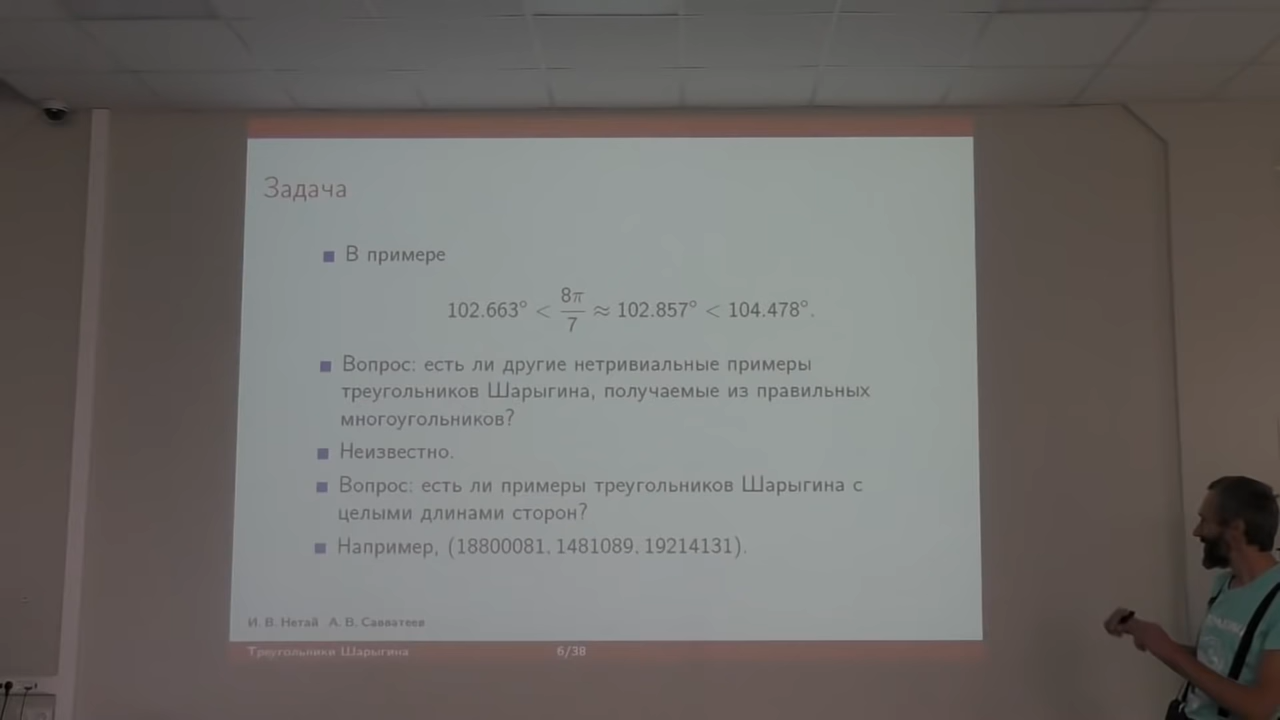 Задача
В примере
102.663° < 8π/7 ≈ 102.857° < 104.478°.
Вопрос: есть ли другие нетривиальные примеры
треугольников Шарыгина, получаемые из правильных
многоугольников?
Неизвестно.
Вопрос: есть ли примеры треугольников Шарыгина с
целыми длинами сторон?
Например, (18800081, 1481089, 19214131).
И. В. Нетай А. В. Савватеев
Треугольники Шарыгина 6/38